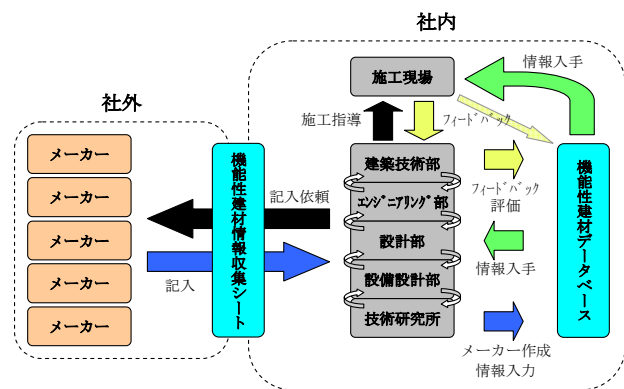 社内
社外
施工現場
情報入手
施工指導
フィードバック
メーカー
メーカー
メーカー
メーカー
メーカー
機能性建材情報収集シート
記入依頼
記入
建築技術部
エンジニアリング部
設計部
設備設計部
技術研究所
フィードバック
評価
情報入手
メーカー作成
情報入力
機能性建材データベース